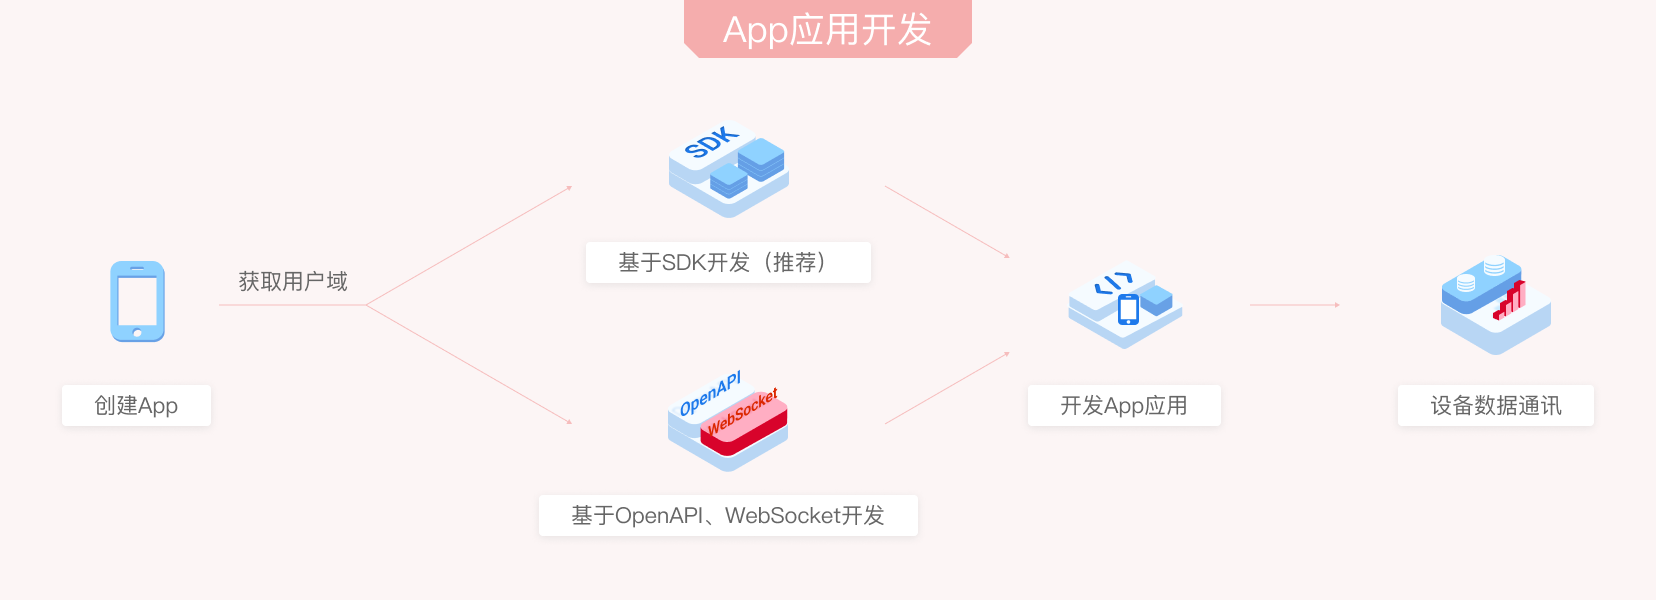 App应用开发
获取用户域
SDK
基于SDK开发（推荐）
OpenAPI
WebSocket
基于OpenAPI、WebSocket开发
创建App
</>
开发App应用
设备数据通讯